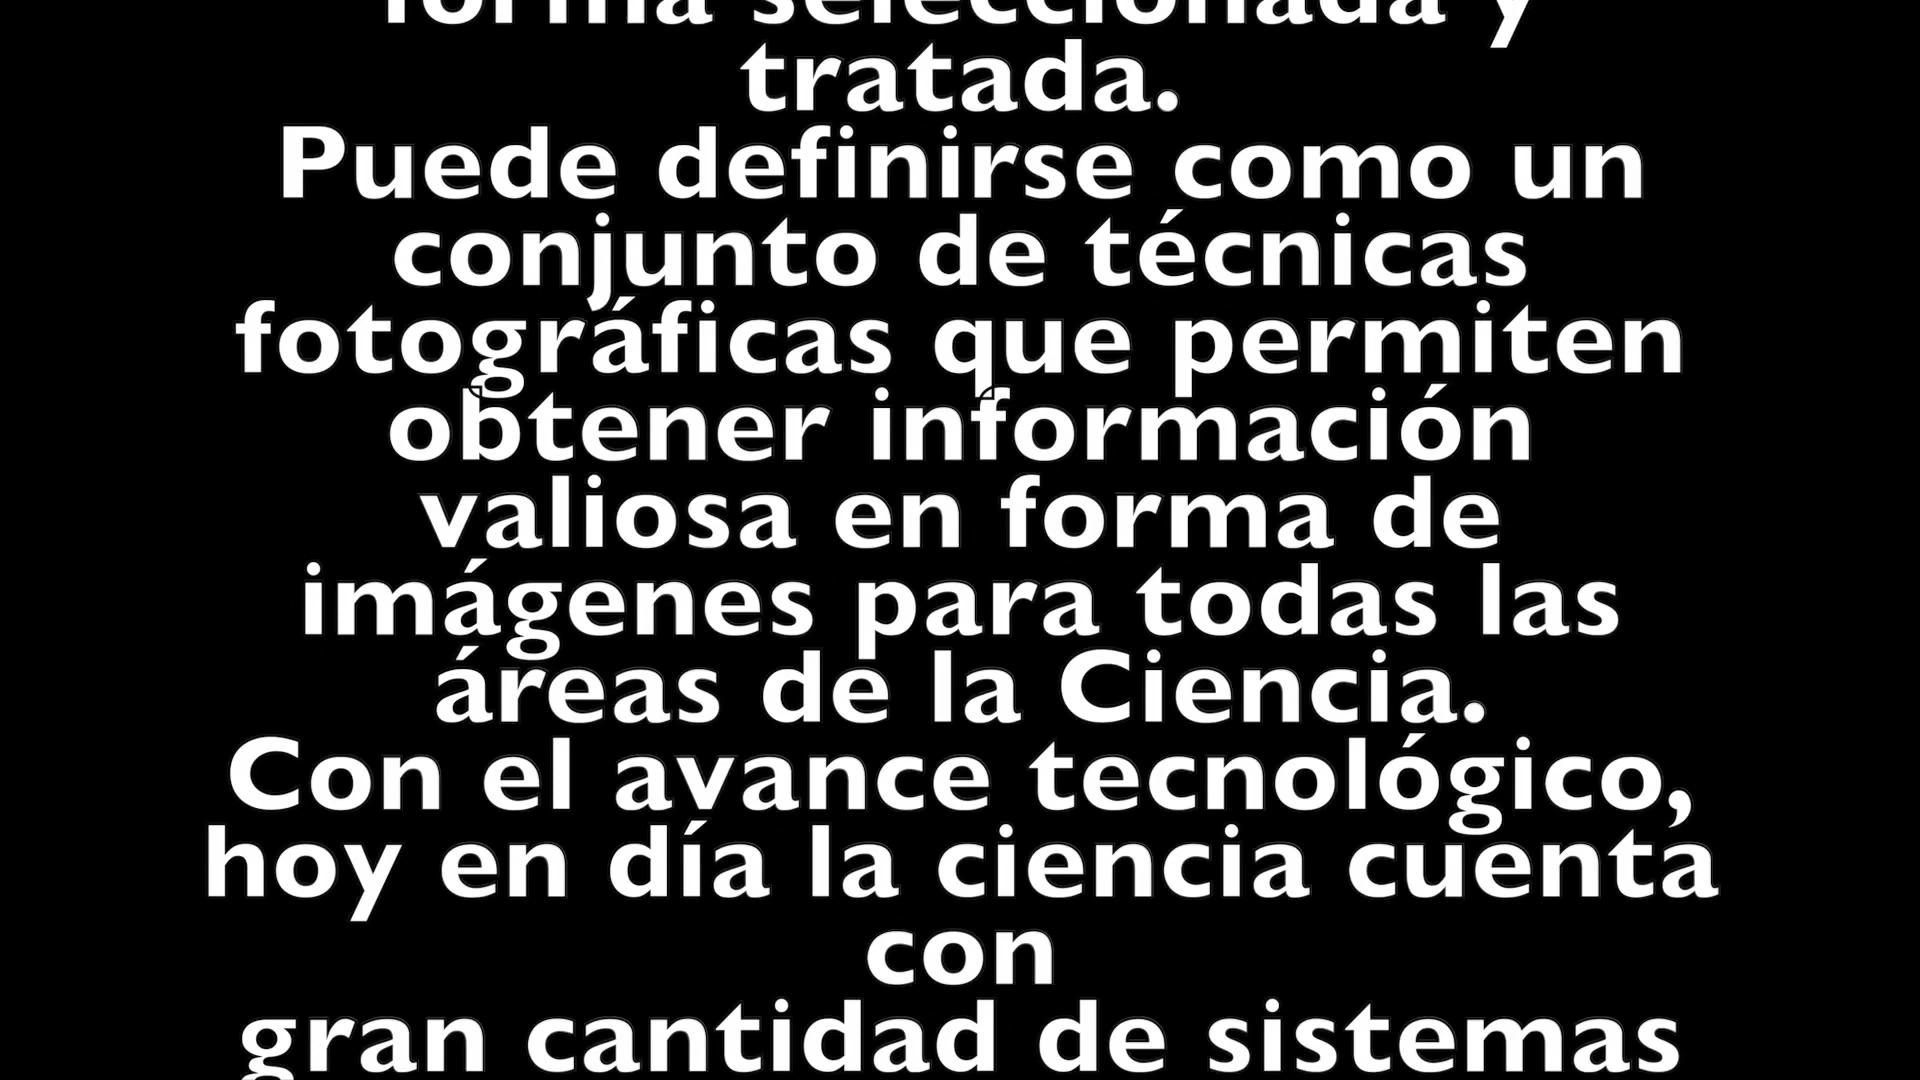 forma seleccionada y
tratada.
Puede definirse como un
conjunto de técnicas
fotográficas que permiten
obtener información
valiosa en forma de
imágenes para todas las
áreas de la Ciencia.
Con el avance tecnológico,
hoy en día la ciencia cuenta
con
gran cantidad de sistemas